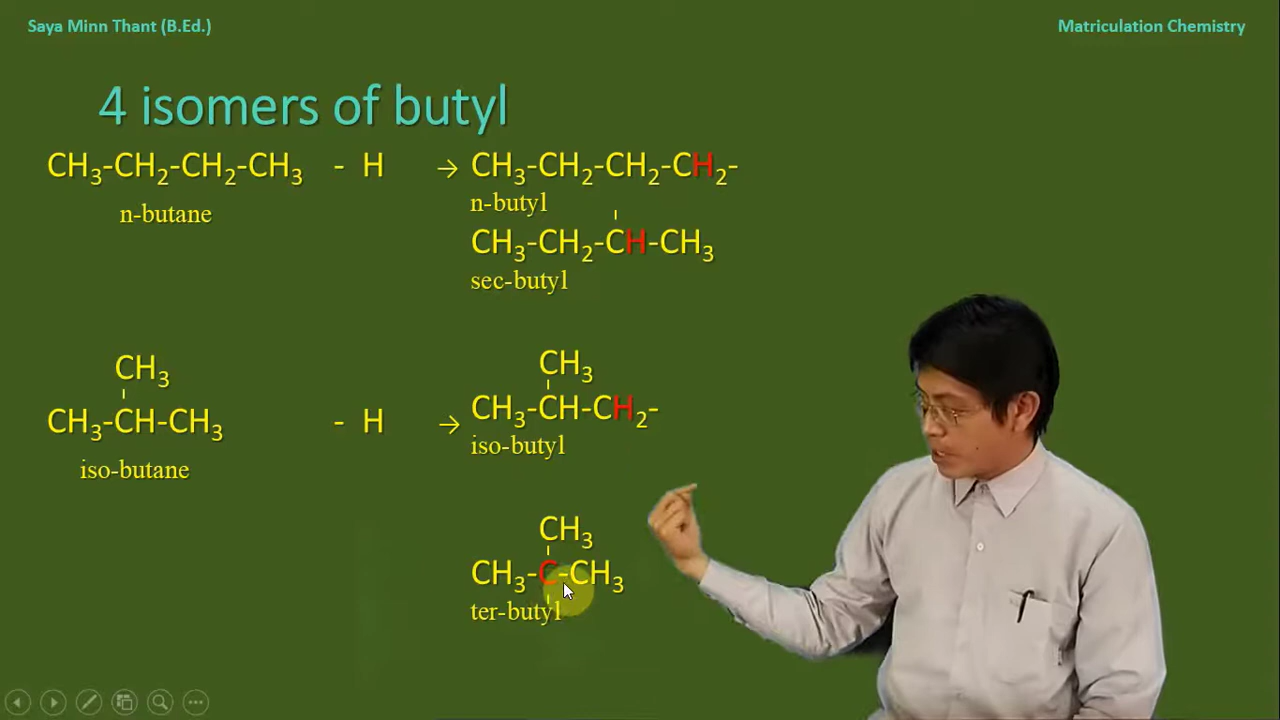 Saya Minn Thant (B.Ed.)
Matriculation Chemistry
4 isomers of butyl
CH₃-CH₂-CH₂-CH₃ - H → CH₃-CH₂-CH₂-CH₂-
n-butane
n-butyl
CH₃-CH₂-CH-CH₃
sec-butyl
CH₃
CH₃-CH-CH₃ - H → CH₃-CH-CH₂-
iso-butane
CH₃
iso-butyl
CH₃
CH₃-C-CH₃
ter-butyl